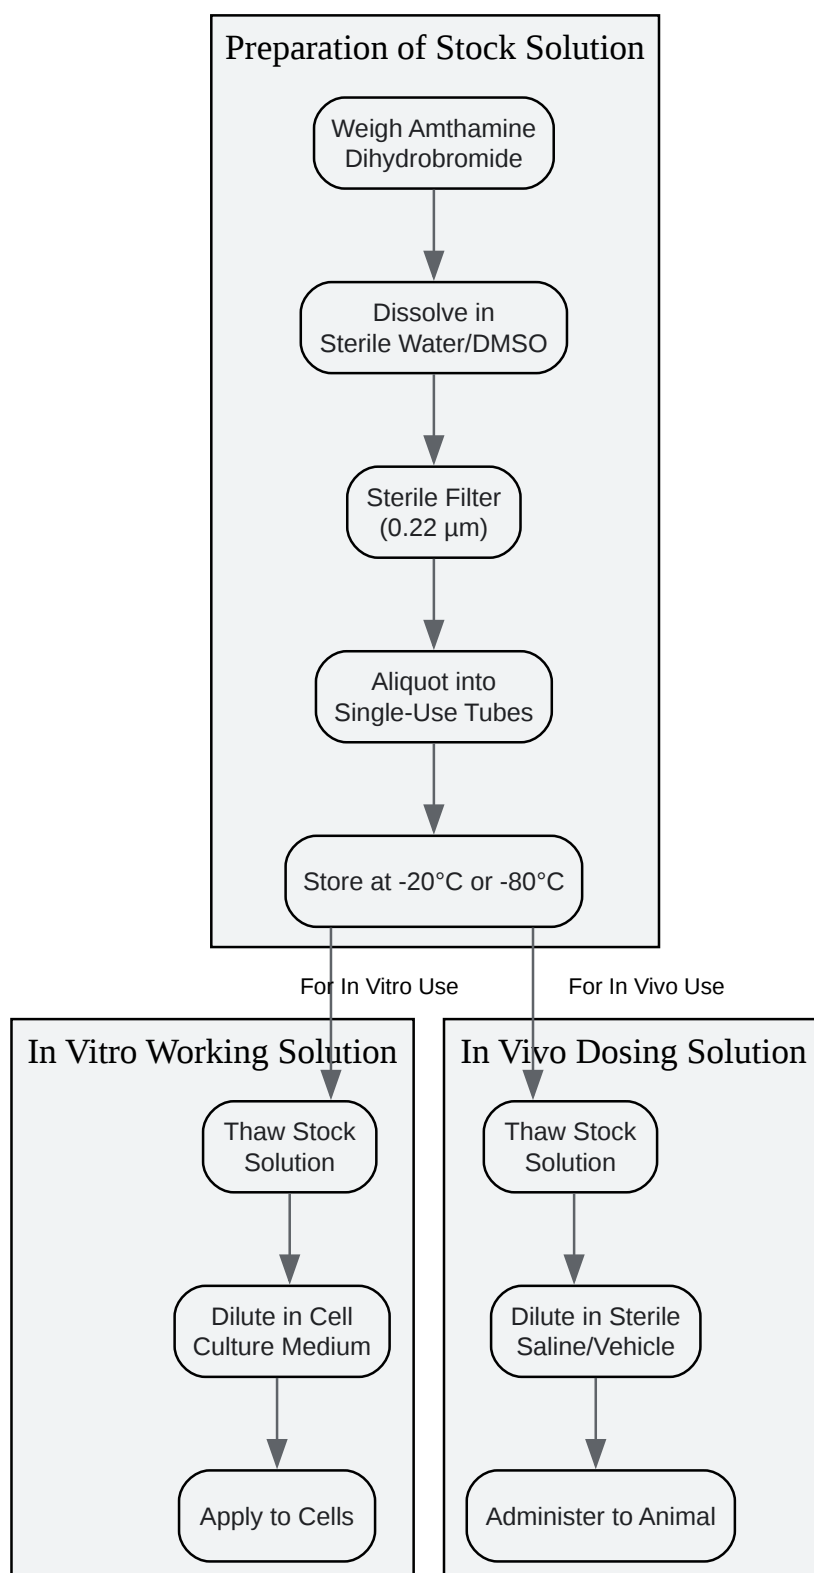 Preparation of Stock Solution
Weigh Amthamine
Dihydrobromide
Dissolve in
Sterile Water/DMSO
Sterile Filter
(0.22 µm)
Aliquot into
Single-Use Tubes
Store at -20°C or -80°C
For In Vitro Use
For In Vivo Use
In Vitro Working Solution
Thaw Stock
Solution
Dilute in Cell
Culture Medium
Apply to Cells
In Vivo Dosing Solution
Thaw Stock
Solution
Dilute in Sterile
Saline/Vehicle
Administer to Animal